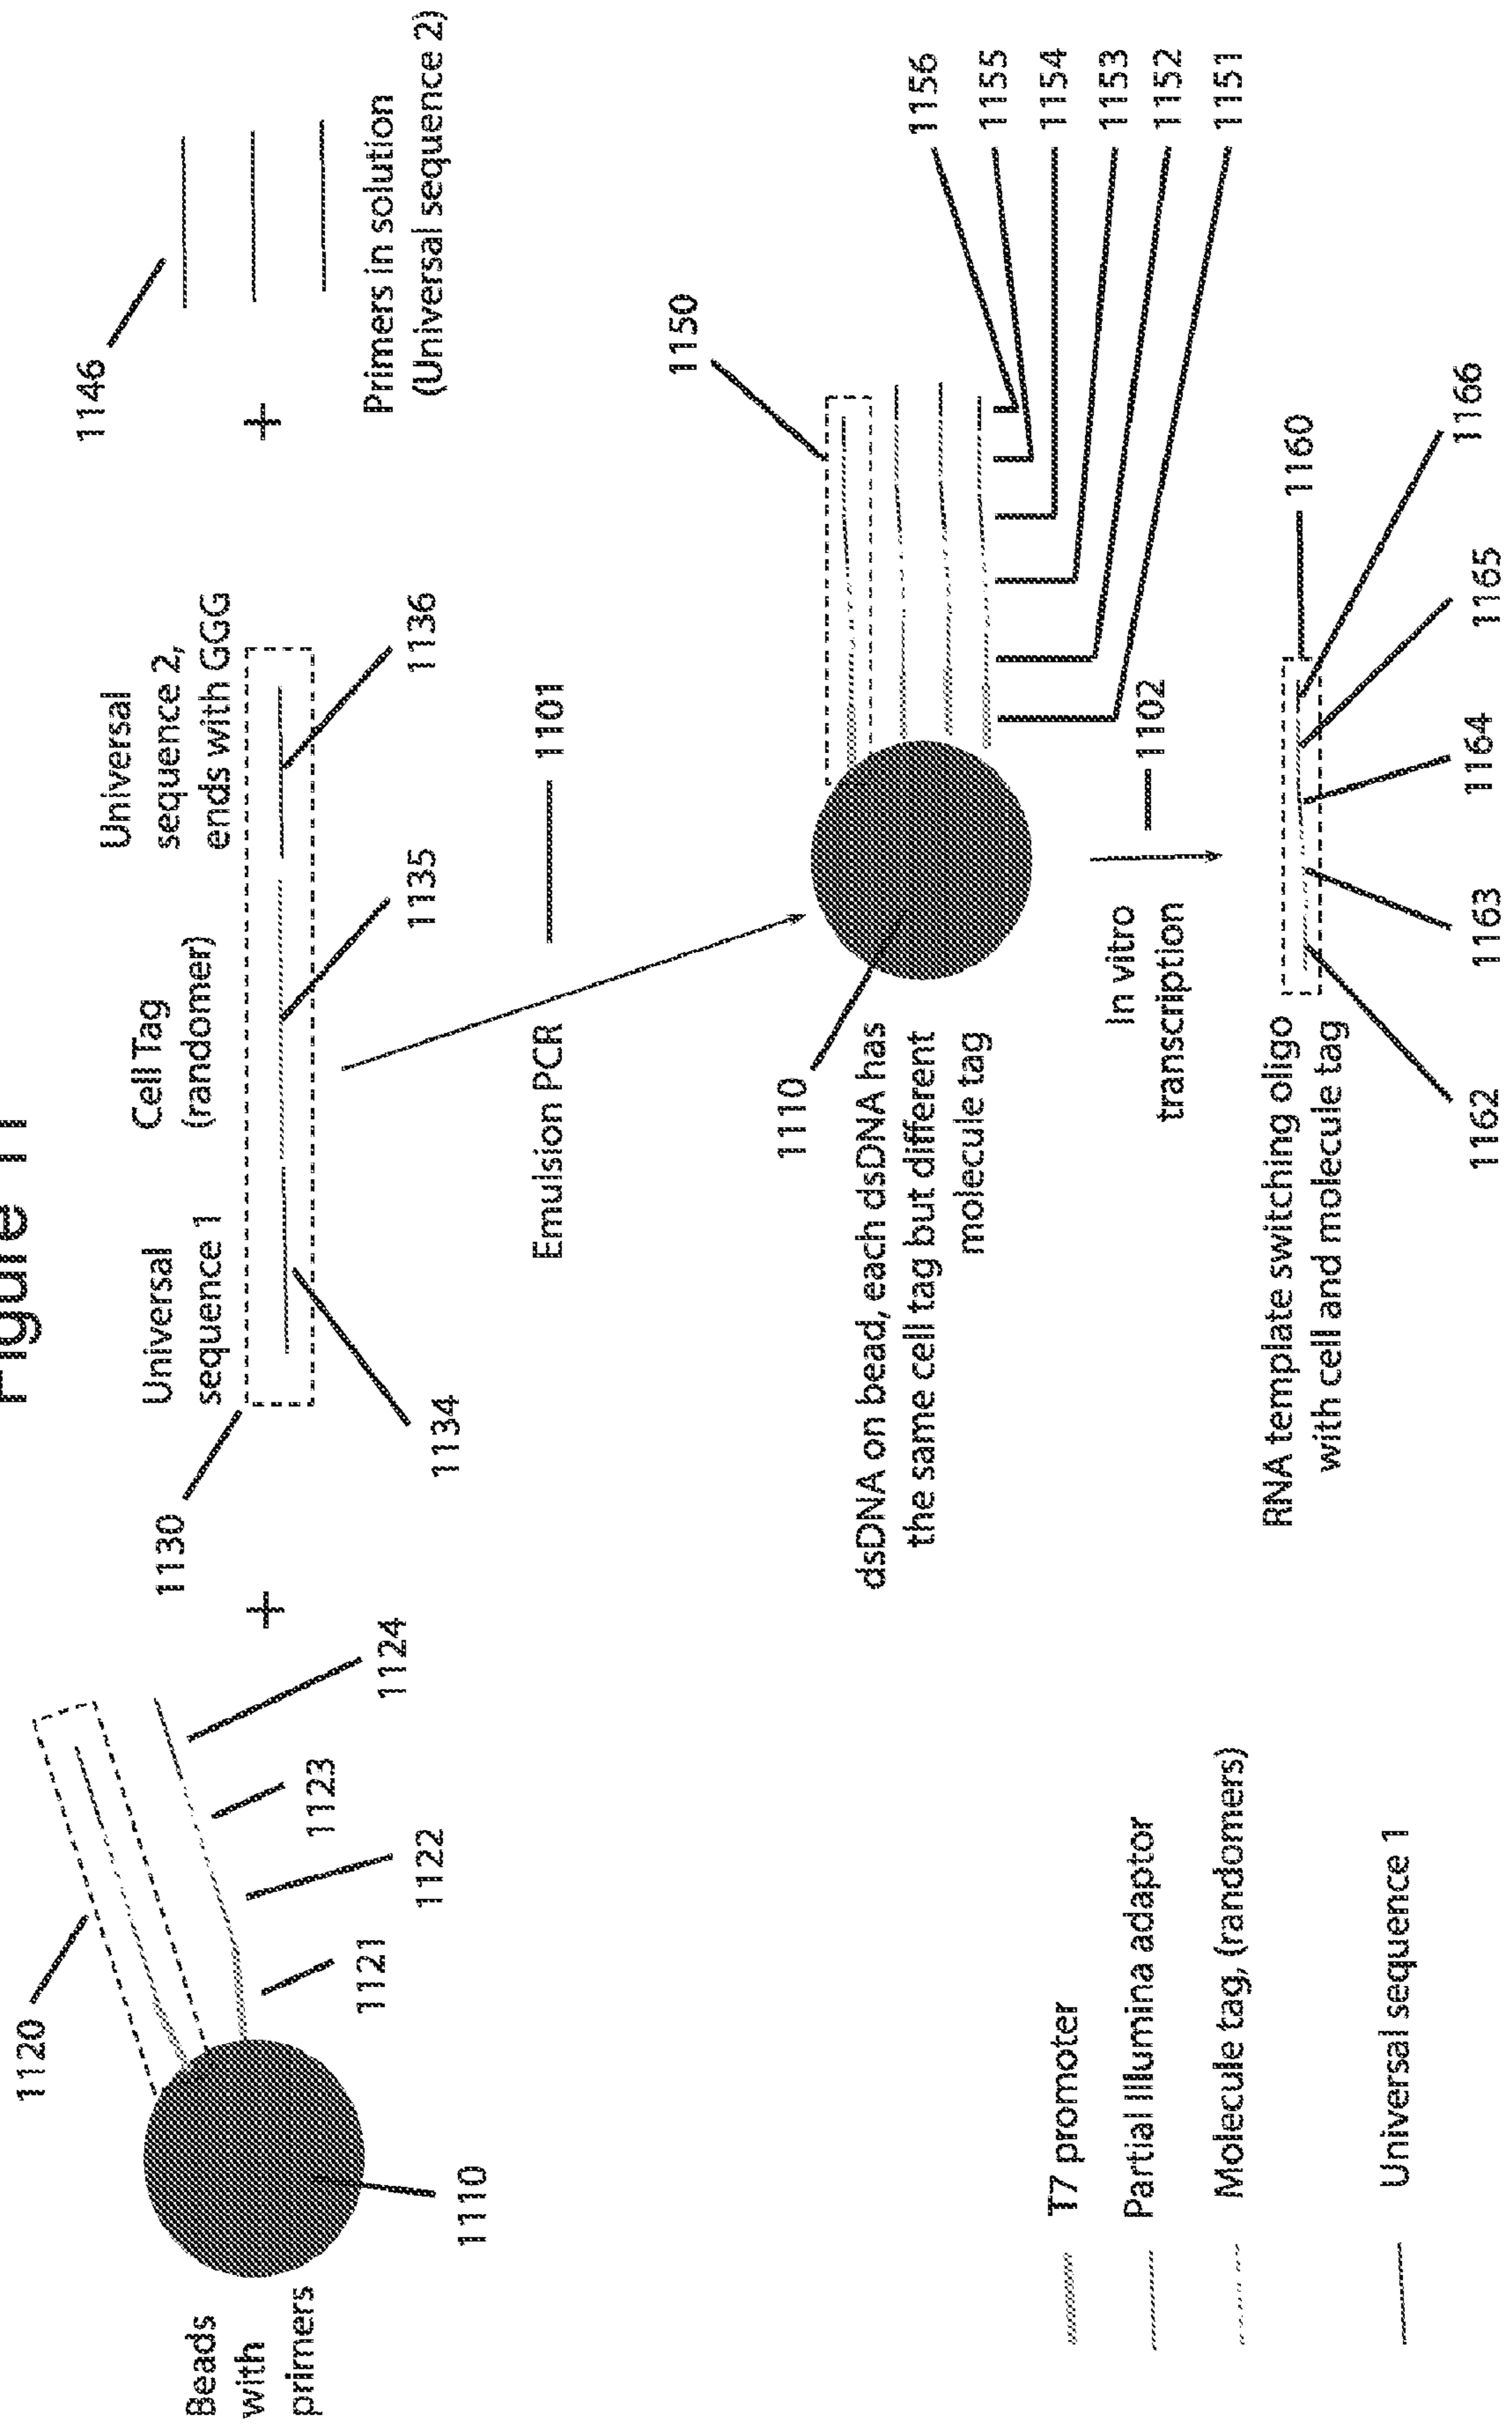 Figure 11
1120
1121
1122
1123
1124
1110
Beads
with
primers
+
1130
Universal
sequence 1
Cell Tag
(randomer)
Universal
sequence 2,
ends with GGG
1134
1135
1136
+
1146
Primers in solution
(Universal sequence 2)
Emulsion PCR
1101
1110
1150
1156
1155
1154
1153
1152
1151
dsDNA on bead, each dsDNA has
the same cell tag but different
molecule tag
In vitro
transcription
1102
RNA template switching oligo
with cell and molecule tag
1160
1162
1163
1164
1165
1166
T7 promoter
Partial Illumina adaptor
Molecule tag, (randomers)
Universal sequence 1